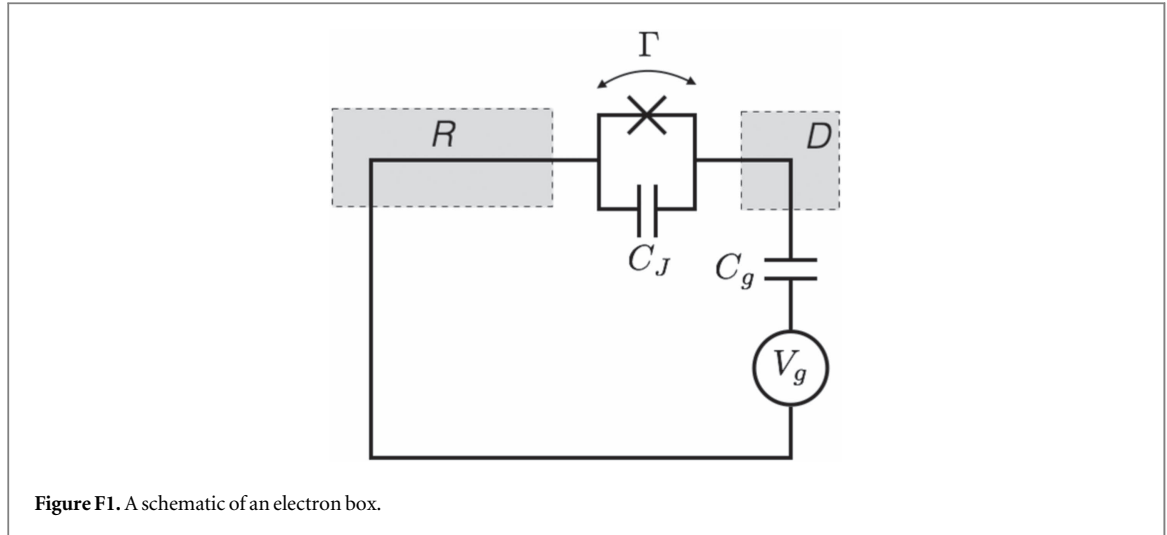 Γ
R
D
C_J
C_g
V_g
Figure F1. A schematic of an electron box.